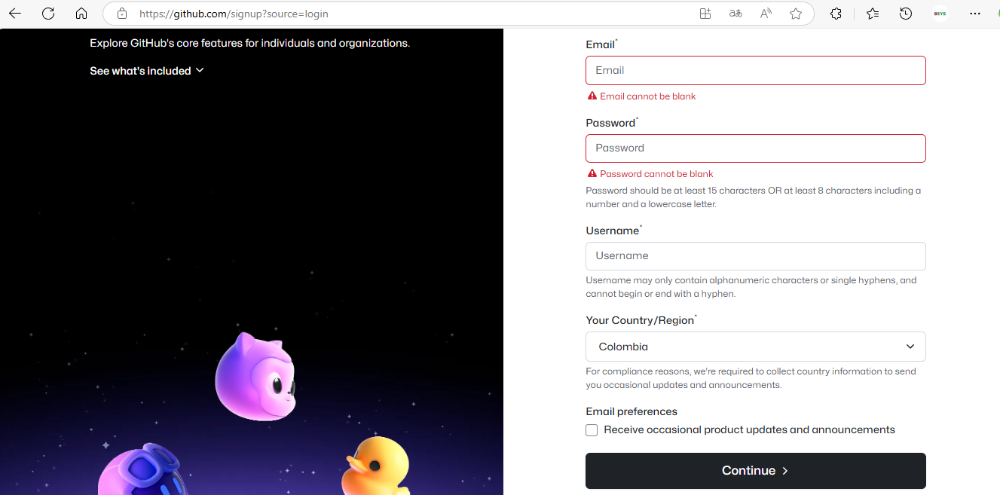 https://github.com/signup?source=login
BEYS
Explore GitHub's core features for individuals and organizations.
See what's included
Email*
Email
Email cannot be blank
Password*
Password
Password cannot be blank
Password should be at least 15 characters OR at least 8 characters including a
number and a lowercase letter.
Username*
Username
Username may only contain alphanumeric characters or single hyphens, and
cannot begin or end with a hyphen.
Your Country/Region*
Colombia
For compliance reasons, we're required to collect country information to send
you occasional updates and announcements.
Email preferences
Receive occasional product updates and announcements
Continue